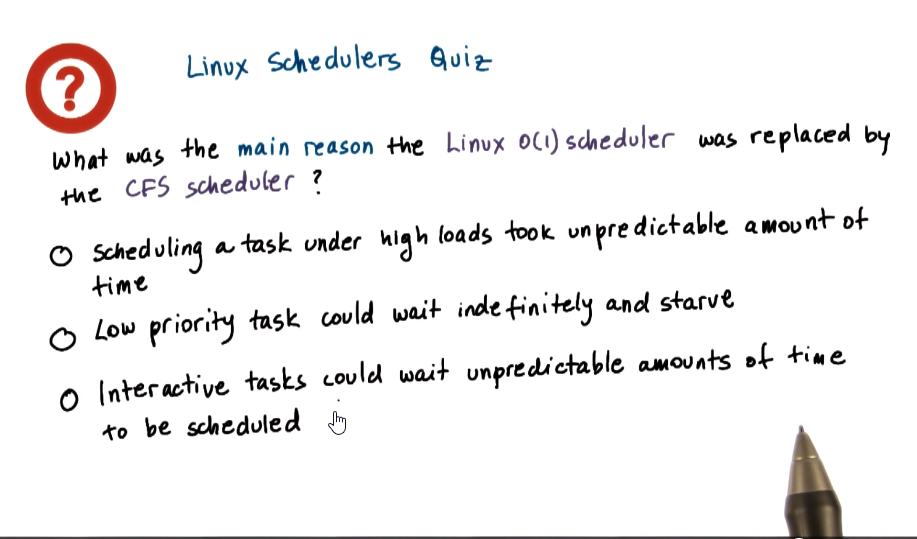 ?
Linux Schedulers Quiz
What was the main reason the Linux O(1) scheduler was replaced by
the CFS scheduler ?
Scheduling a task under high loads took unpredictable amount of
time
Low priority task could wait indefinitely and starve
Interactive tasks could wait unpredictable amounts of time
to be scheduled